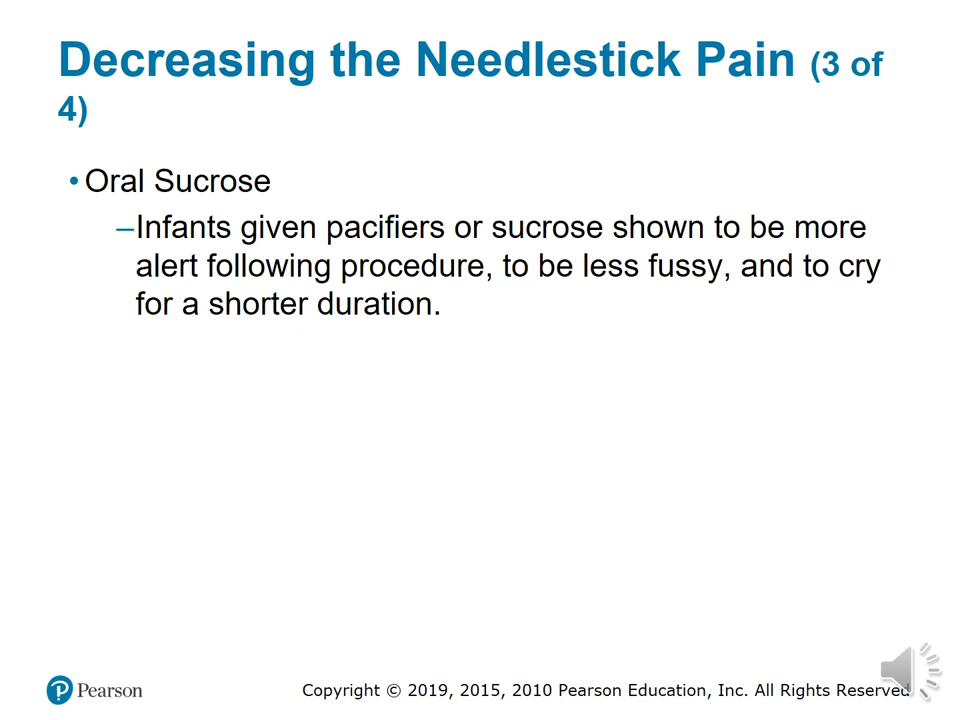 Decreasing the Needlestick Pain (3 of
4)
• Oral Sucrose
–Infants given pacifiers or sucrose shown to be more
alert following procedure, to be less fussy, and to cry
for a shorter duration.
Pearson
Copyright © 2019, 2015, 2010 Pearson Education, Inc. All Rights Reserved